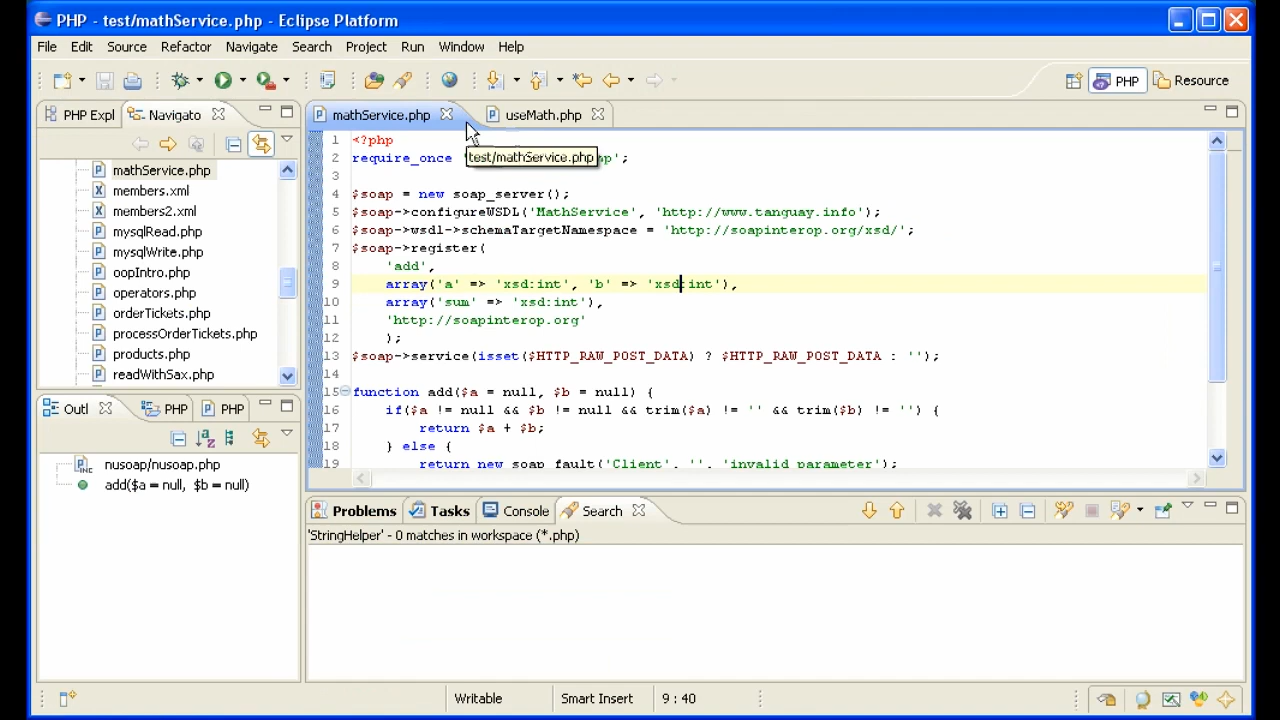 PHP - test/mathService.php - Eclipse Platform
File Edit Source Refactor Navigate Search Project Run Window Help
PHP Resource
PHP Expl Navigato
mathService.php useMath.php
test/mathService.php
mathService.php
members.xml
members2.xml
mysqlRead.php
mysqlWrite.php
oopIntro.php
operators.php
orderTickets.php
processOrderTickets.php
products.php
readWithSax.php
1 <?php
2 require_once ' p';
3
4 $soap = new soap_server();
5 $soap->configureWSDL('MathService', 'http://www.tanguay.info');
6 $soap->wsdl->schemaTargetNamespace = 'http://soapinterop.org/xsd/';
7 $soap->register(
8 'add',
9 array('a' => 'xsd:int', 'b' => 'xsd:int'),
10 array('sum' => 'xsd:int'),
11 'http://soapinterop.org'
12 );
13 $soap->service(isset($HTTP_RAW_POST_DATA) ? $HTTP_RAW_POST_DATA : '');
14
15 function add($a = null, $b = null) {
16 if($a != null && $b != null && trim($a) != '' && trim($b) != '') {
17 return $a + $b;
18 } else {
19 return new soap_fault('Client', '', 'invalid parameter');
Outl PHP PHP
nusoap/nusoap.php
add($a = null, $b = null)
Problems Tasks Console Search
'StringHelper' - 0 matches in workspace (*.php)
Writable Smart Insert 9 : 40